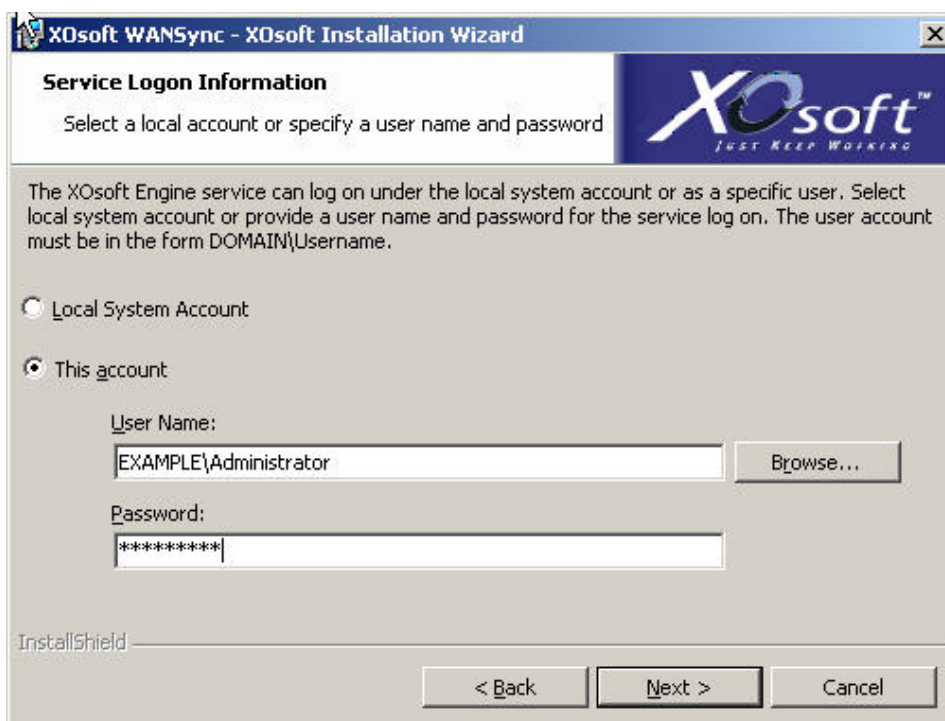 XOsoft WANSync - XOsoft Installation Wizard
Service Logon Information
Select a local account or specify a user name and password
XOsoft™
JUST KEEP WORKING
The XOsoft Engine service can log on under the local system account or as a specific user. Select
local system account or provide a user name and password for the service log on. The user account
must be in the form DOMAIN\Username.
Local System Account
This account
User Name:
EXAMPLE\Administrator
Browse...
Password:
*********
InstallShield
< Back
Next >
Cancel